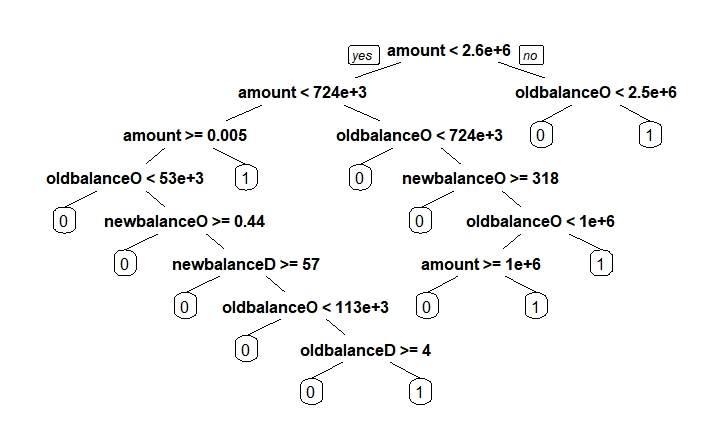 yes amount < 2.6e+6 no
amount < 724e+3 oldbalanceO < 2.5e+6
amount >= 0.005 oldbalanceO < 724e+3 0 1
oldbalanceO < 53e+3 1 0 newbalanceO >= 318
0 newbalanceO >= 0.44 0 oldbalanceO < 1e+6
0 newbalanceD >= 57 amount >= 1e+6 1
0 oldbalanceO < 113e+3 0 1
0 oldbalanceD >= 4
0 1